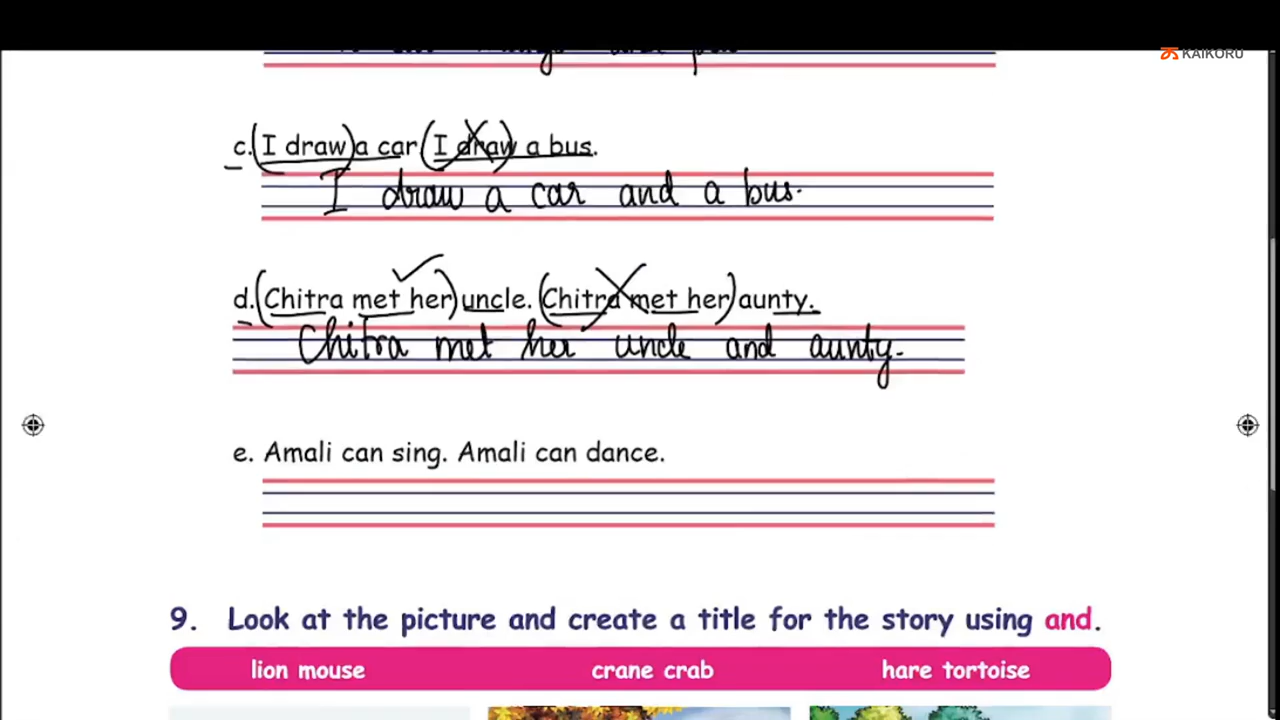 KAIKORU
c. I draw a car I draw a bus.
I draw a car and a bus.
d. Chitra met her uncle. Chitra met her aunty.
Chitra met her uncle and aunty.
e. Amali can sing. Amali can dance.
9. Look at the picture and create a title for the story using and.
lion mouse crane crab hare tortoise